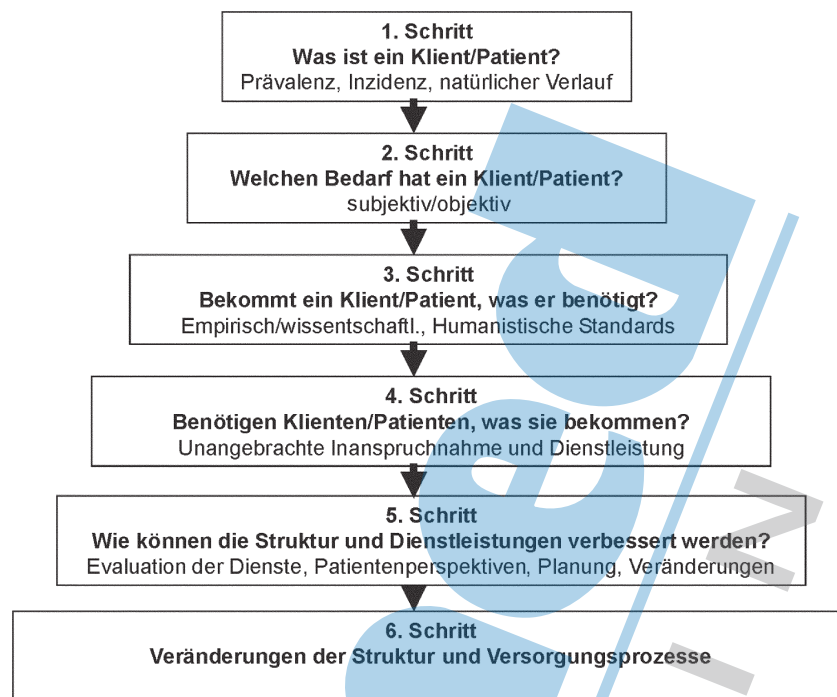 1. Schritt
Was ist ein Klient/Patient?
Prävalenz, Inzidenz, natürlicher Verlauf
2. Schritt
Welchen Bedarf hat ein Klient/Patient?
subjektiv/objektiv
3. Schritt
Bekommt ein Klient/Patient, was er benötigt?
Empirisch/wissenschaftl., Humanistische Standards
4. Schritt
Benötigen Klienten/Patienten, was sie bekommen?
Unangebrachte Inanspruchnahme und Dienstleistung
5. Schritt
Wie können die Struktur und Dienstleistungen verbessert werden?
Evaluation der Dienste, Patientenperspektiven, Planung, Veränderungen
6. Schritt
Veränderungen der Struktur und Versorgungsprozesse